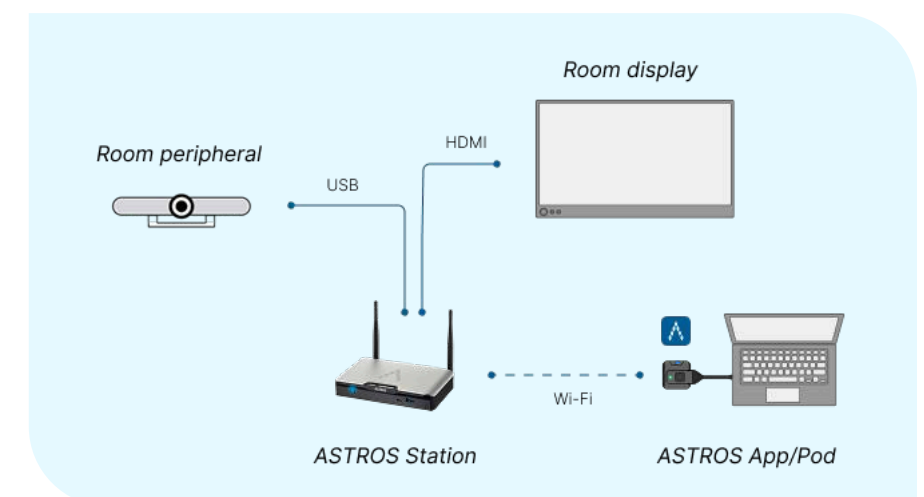 Room display
HDMI
Room peripheral
USB
Wi-Fi
ASTROS Station
ASTROS App/Pod